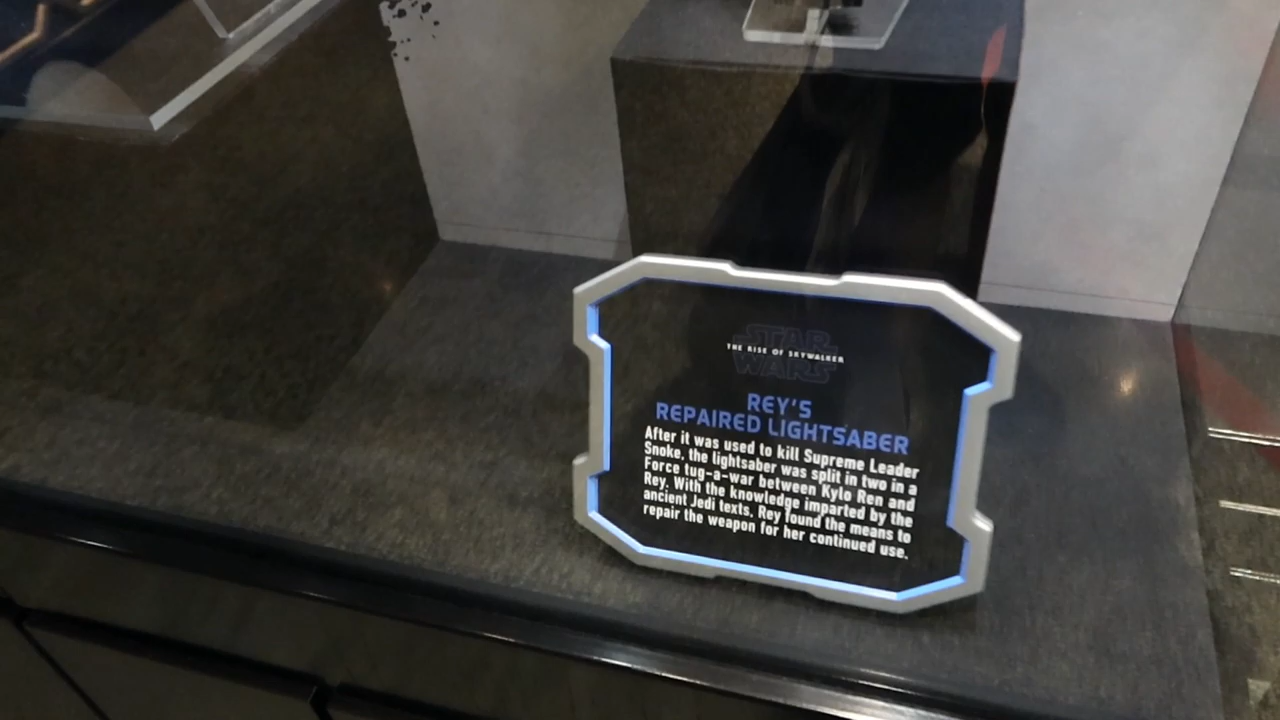 STAR
THE RISE OF SKYWALKER
WARS
REY'S
REPAIRED LIGHTSABER
After it was used to kill Supreme Leader
Snoke, the lightsaber was split in two in a
Force tug-a-war between Kylo Ren and
Rey. With the knowledge imparted by the
ancient Jedi texts, Rey found the means to
repair the weapon for her continued use.